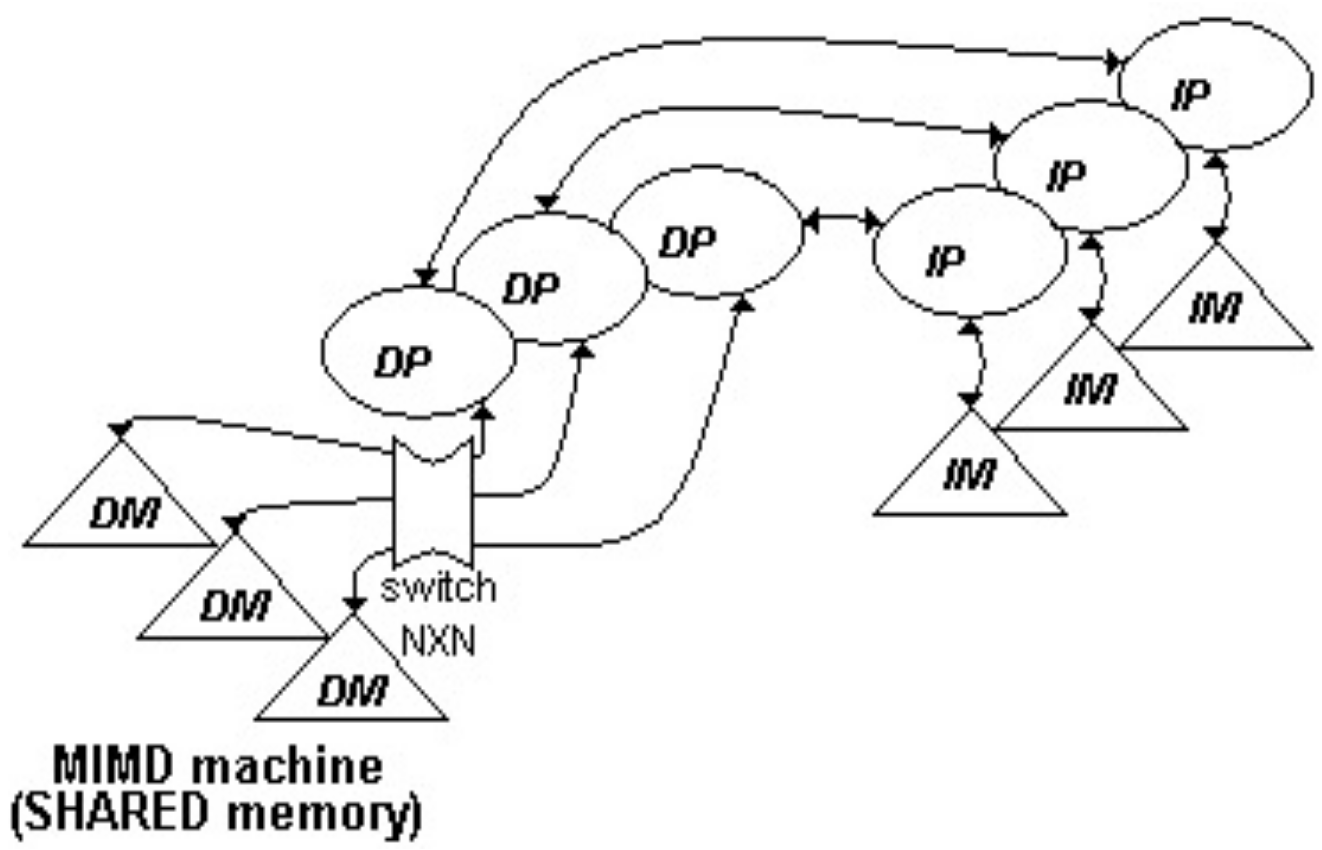 IP
IP
DP
IP
DP
IM
DP
IM
IM
DM
switch
DM
NXN
DM
MIMD machine
(SHARED memory)